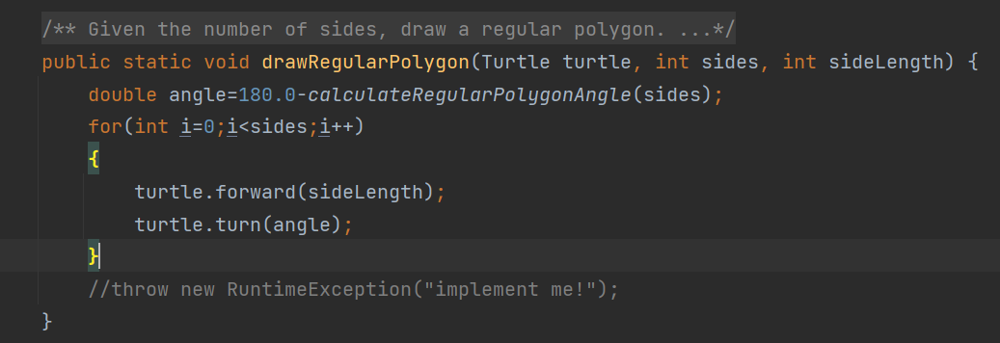 /** Given the number of sides, draw a regular polygon. ...*/
public static void drawRegularPolygon(Turtle turtle, int sides, int sideLength) {
double angle=180.0-calculateRegularPolygonAngle(sides);
for(int i=0;i<sides;i++)
{
turtle.forward(sideLength);
turtle.turn(angle);
}
//throw new RuntimeException("implement me!");
}